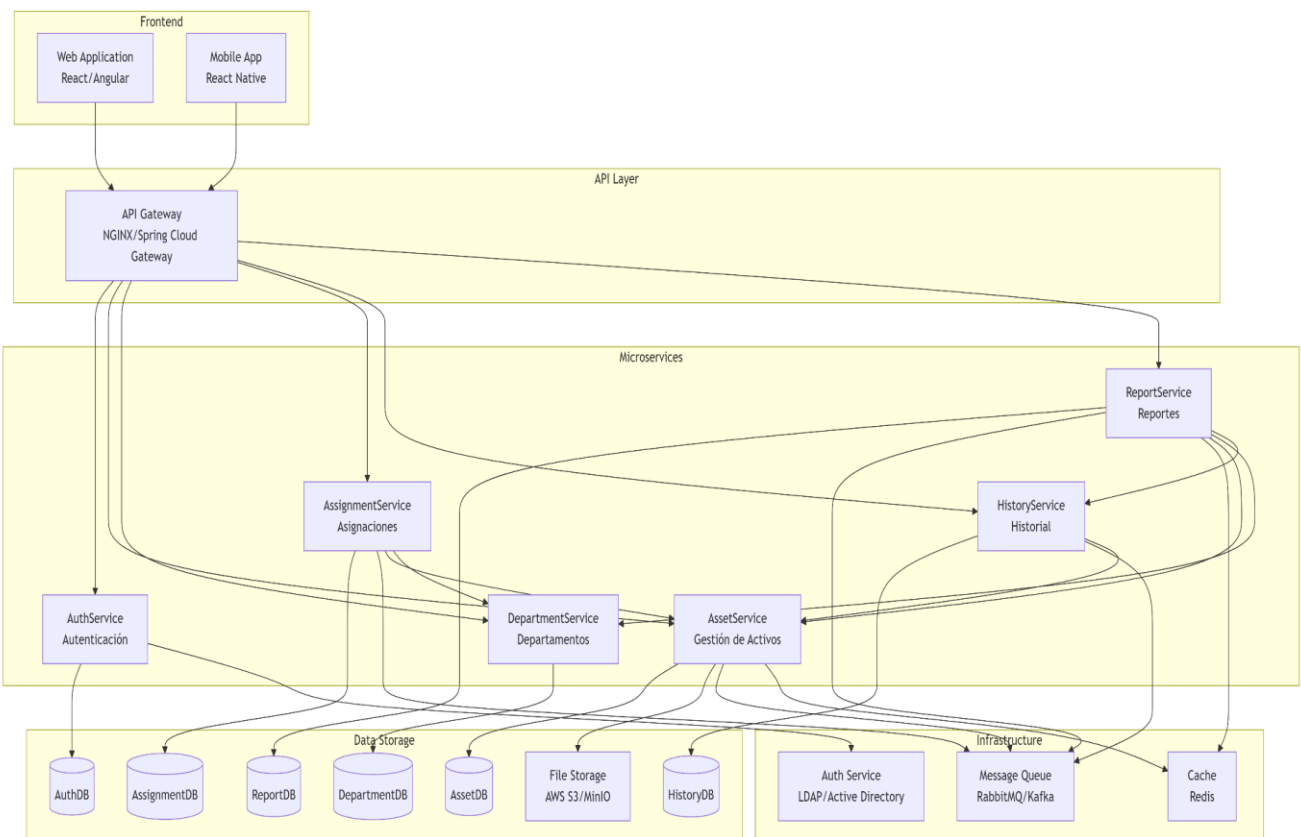 Frontend
Web Application
React/Angular
Mobile App
React Native
API Layer
API Gateway
NGINX/Spring Cloud
Gateway
Microservices
ReportService
Reportes
AssignmentService
Asignaciones
HistoryService
Historial
AuthService
Autenticación
DepartmentService
Departamentos
AssetService
Gestión de Activos
Data Storage
AuthDB
AssignmentDB
ReportDB
DepartmentDB
AssetDB
File Storage
AWS S3/MinIO
HistoryDB
Infrastructure
Auth Service
LDAP/Active Directory
Message Queue
RabbitMQ/Kafka
Cache
Redis